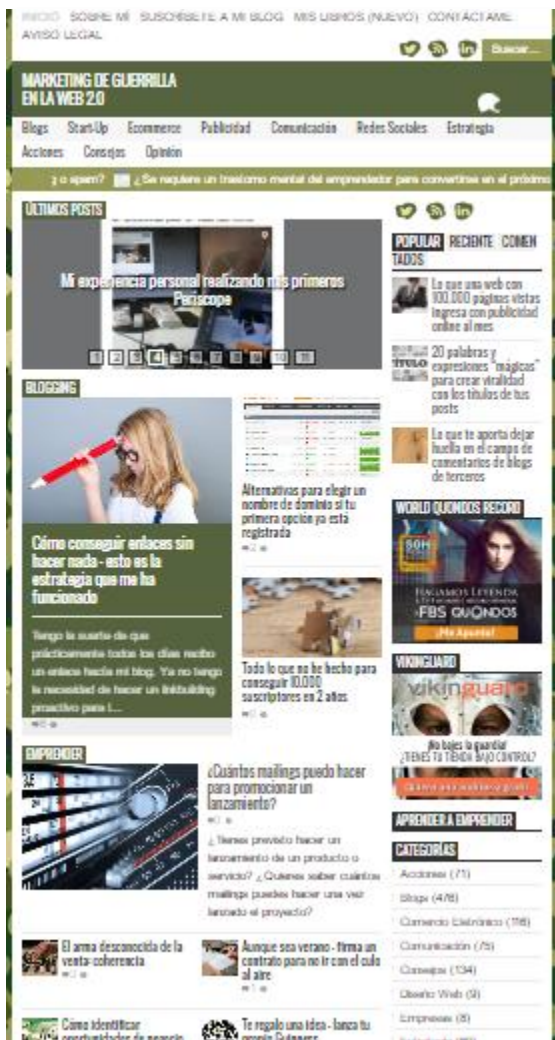 INICIO SOBRE MÍ SUSCRÍBETE A MI BLOG MIS LIBROS (NUEVO) CONTÁCTAME
AVISO LEGAL
Buscar...
MARKETING DE GUERRILLA
EN LA WEB 2.0
Blogs Start-Up Ecommerce Publicidad Comunicación Redes Sociales Estrategia
Acciones Consejos Opinión
o spam? ¿Se requiere un trastorno mental del emprendedor para convertirse en el próximo
ÚLTIMOS POSTS
Mi experiencia personal realizando mis primeros
Periscope
1 2 3 4 5 6 7 8 9 10 11
BLOGGING
Cómo conseguir enlaces sin
hacer nada - esto es la
estrategia que me ha
funcionado
Tengo la suerte de que
prácticamente todos los días recibo
un enlace hacía mi blog. Ya no tengo
la necesidad de hacer un linkbuilding
proactivo para l...
Alternativas para elegir un
nombre de dominio si tu
primera opción ya está
registrada
Todo lo que no he hecho para
conseguir 10.000
suscriptores en 2 años
EMPRENDER
¿Cuántos mailings puedo hacer
para promocionar un
lanzamiento?
¿Tienes previsto hacer un
lanzamiento de un producto o
servicio? ¿Quieres saber cuántos
mailings puedes hacer una vez
lanzado el proyecto?
El arma desconocida de la
venta: coherencia
Aunque sea verano - firma un
contrato para no ir con el culo
al aire
Cómo identificar
oportunidades de negocio
Te regalo una idea - lanza tu
propio Guinness
POPULAR RECIENTE COMEN
TADOS
Lo que una web con
100.000 páginas vistas
ingresa con publicidad
online al mes
20 palabras y
expresiones "mágicas"
para crear viralidad
con los títulos de tus
posts
Lo que te aporta dejar
huella en el campo de
comentarios de blogs
de terceros
WORLD QUONDOS RECORD
50H
HAGAMOS LEYENDA
FBS QUONDOS
¡Me Apunto!
VIKINGUARD
vikinguard
¡No bajes la guardia!
¿TIENES TU TIENDA BAJO CONTROL?
APRENDER A EMPRENDER
CATEGORÍAS
Acciones (71)
Blogs (478)
Comercio Eletrónico (116)
Comunicación (75)
Consejos (134)
Diseño Web (9)
Empresas (8)